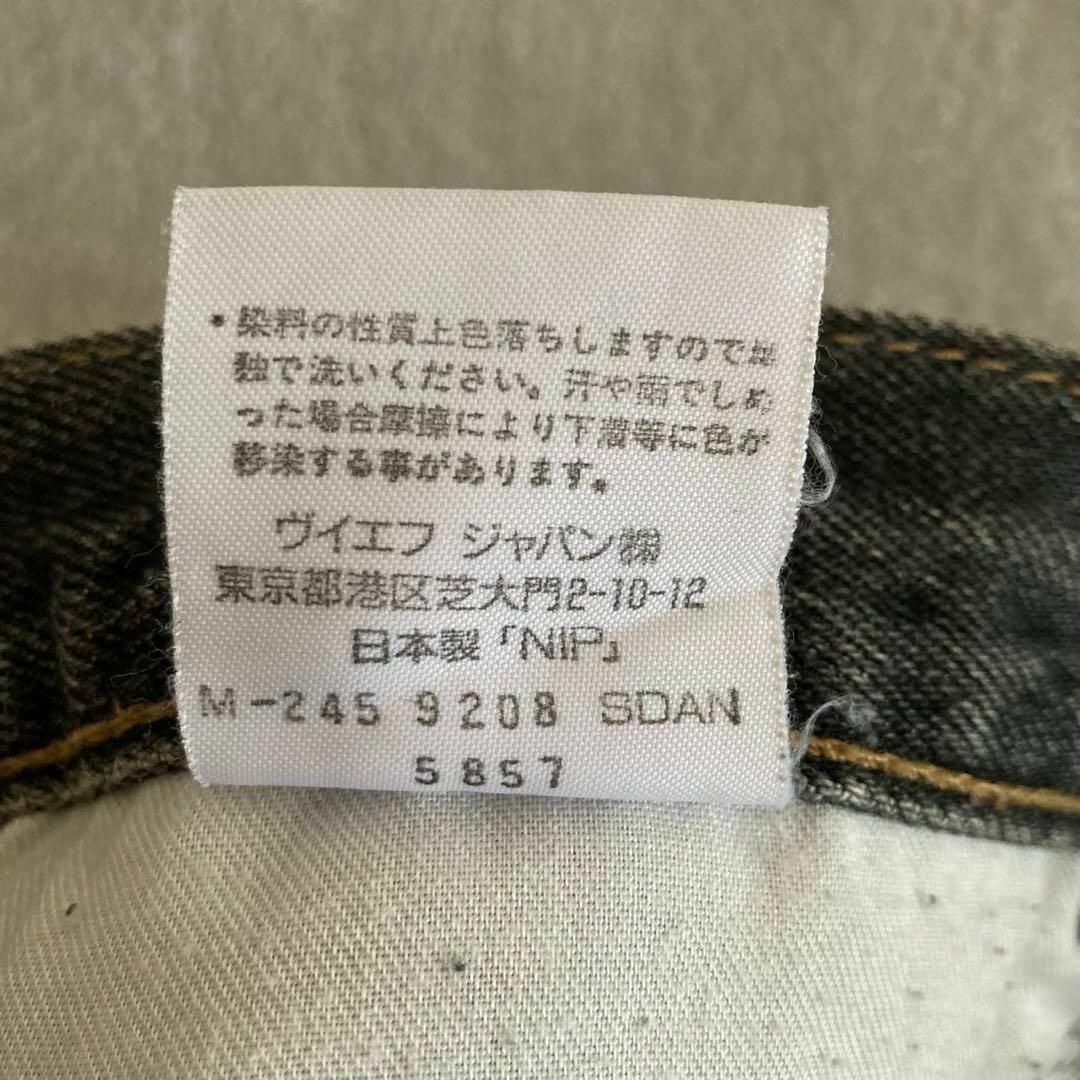 ・染料の性質上色落ちしますので単
独で洗いください。汗や雨でしめ
った場合摩擦により下着等に色が
移染する事があります。
ヴイエフ ジャパン㈱
東京都港区芝大門2-10-12
日本製「NIP」
M-245 9208 SDAN
5857